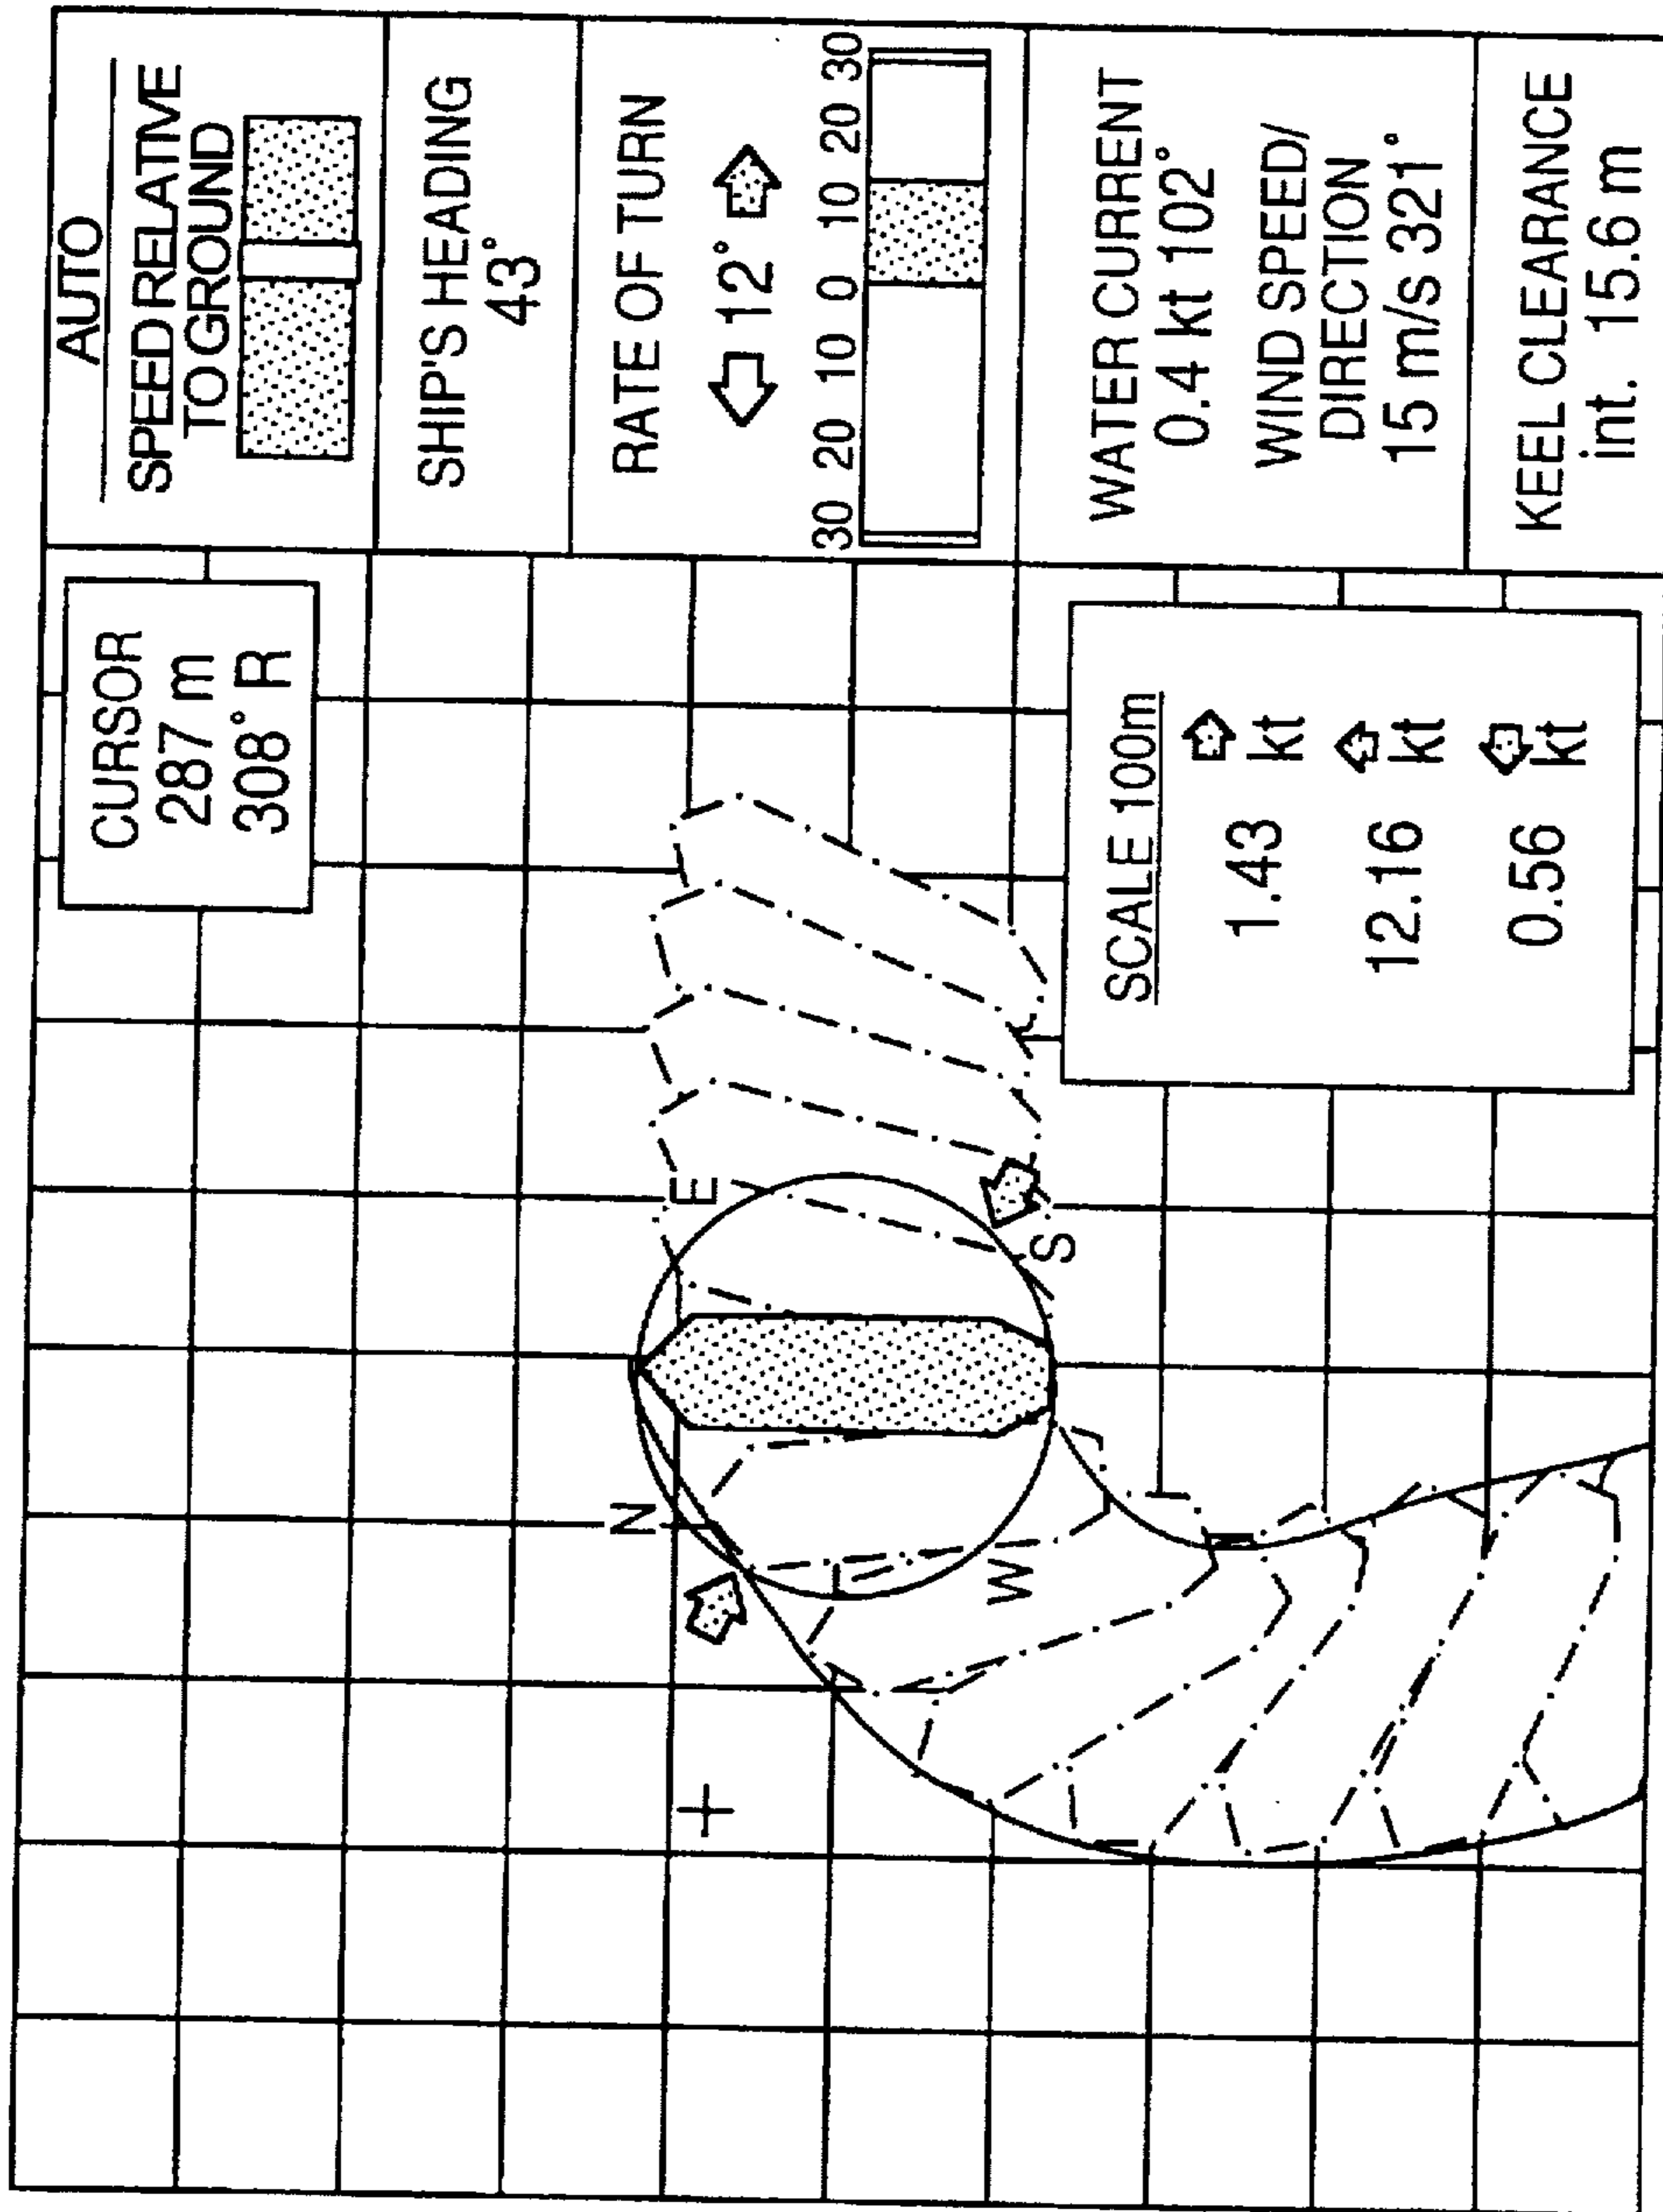 AUTO
SPEED RELATIVE
TO GROUND
SHIP'S HEADING
43°
RATE OF TURN
12°
30 20 10 0 10 20 30
WATER CURRENT
0.4 kt 102°
WIND SPEED/
DIRECTION
15 m/s 321°
KEEL CLEARANCE
int. 15.6 m
CURSOR
287 m
308° R
N
E
W
S
SCALE 100m
1.43 kt
12.16 kt
0.56 kt